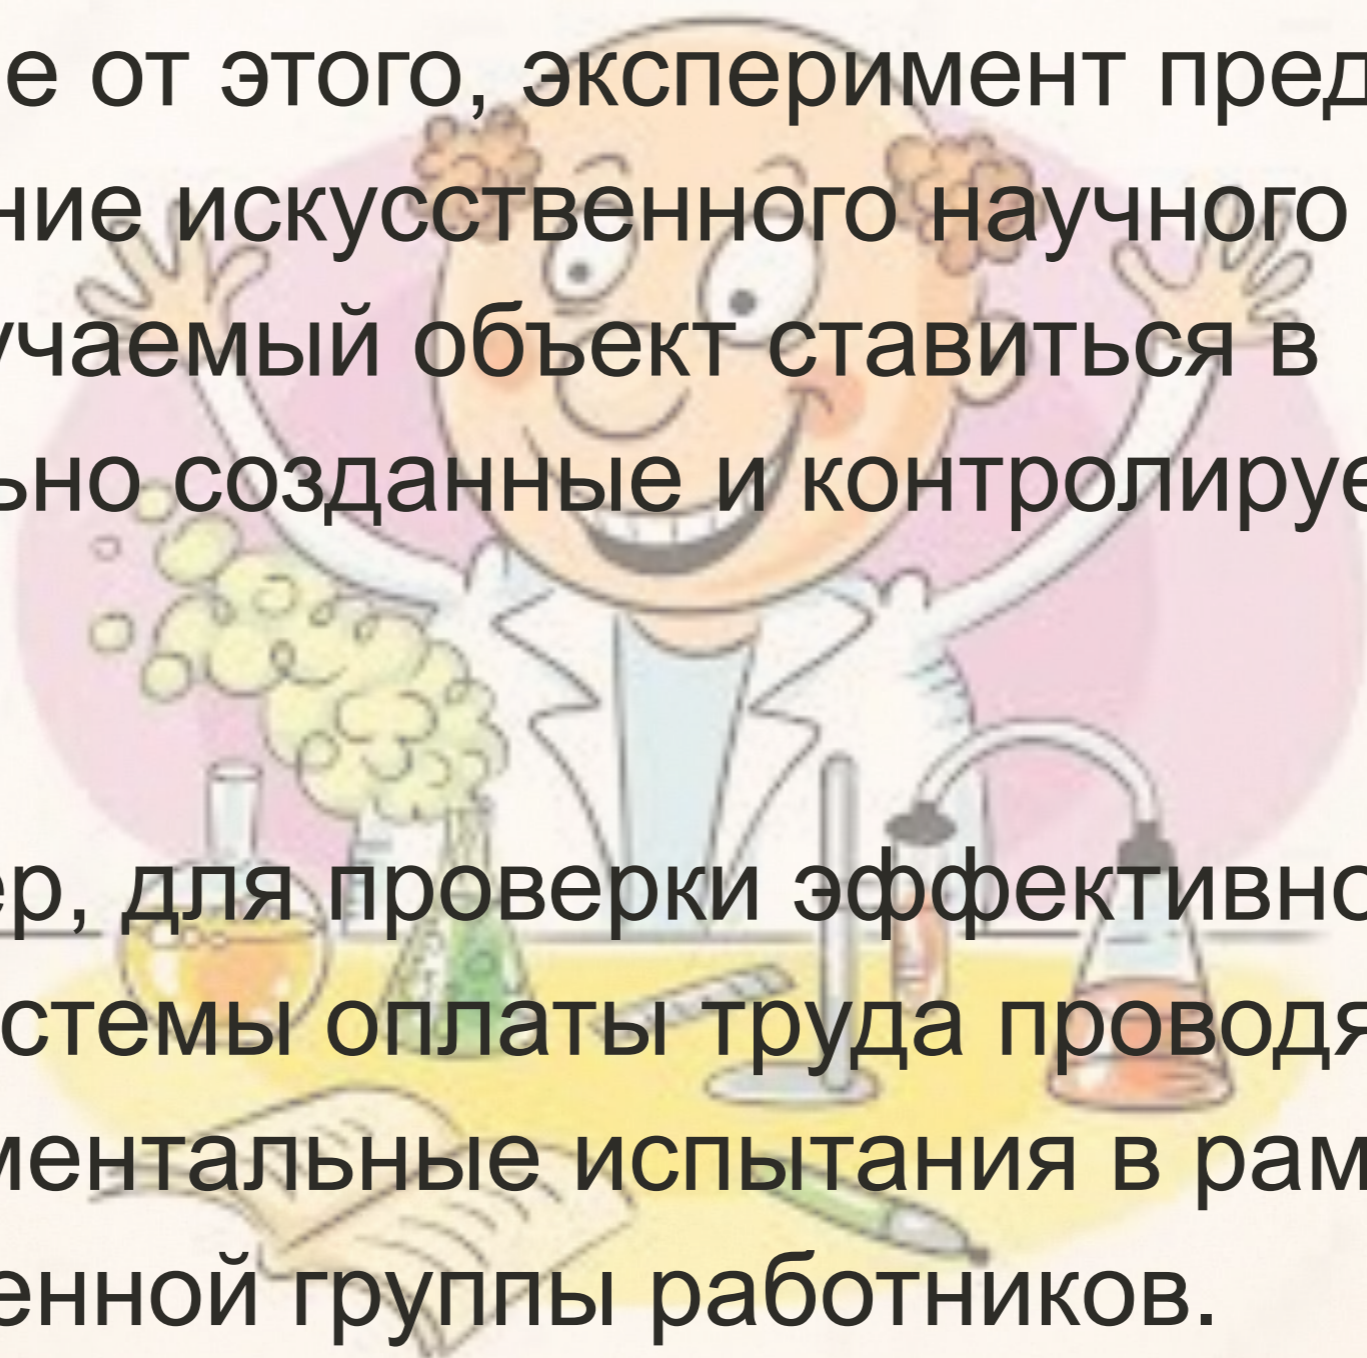 е от этого, эксперимент пред
ние искусственного научного
учаемый объект ставиться в
ьно созданные и контролируе
ер, для проверки эффективно
стемы оплаты труда проводя
ментальные испытания в рам
енной группы работников.